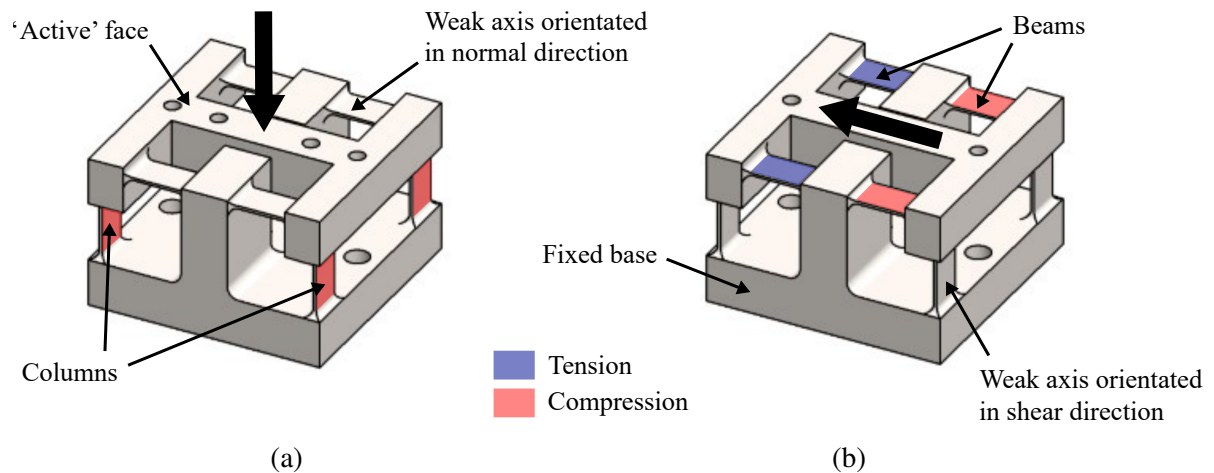 ‘Active’ face
Weak axis orientated
in normal direction
Columns
Beams
Fixed base
Weak axis orientated
in shear direction
Tension
Compression
(a)
(b)